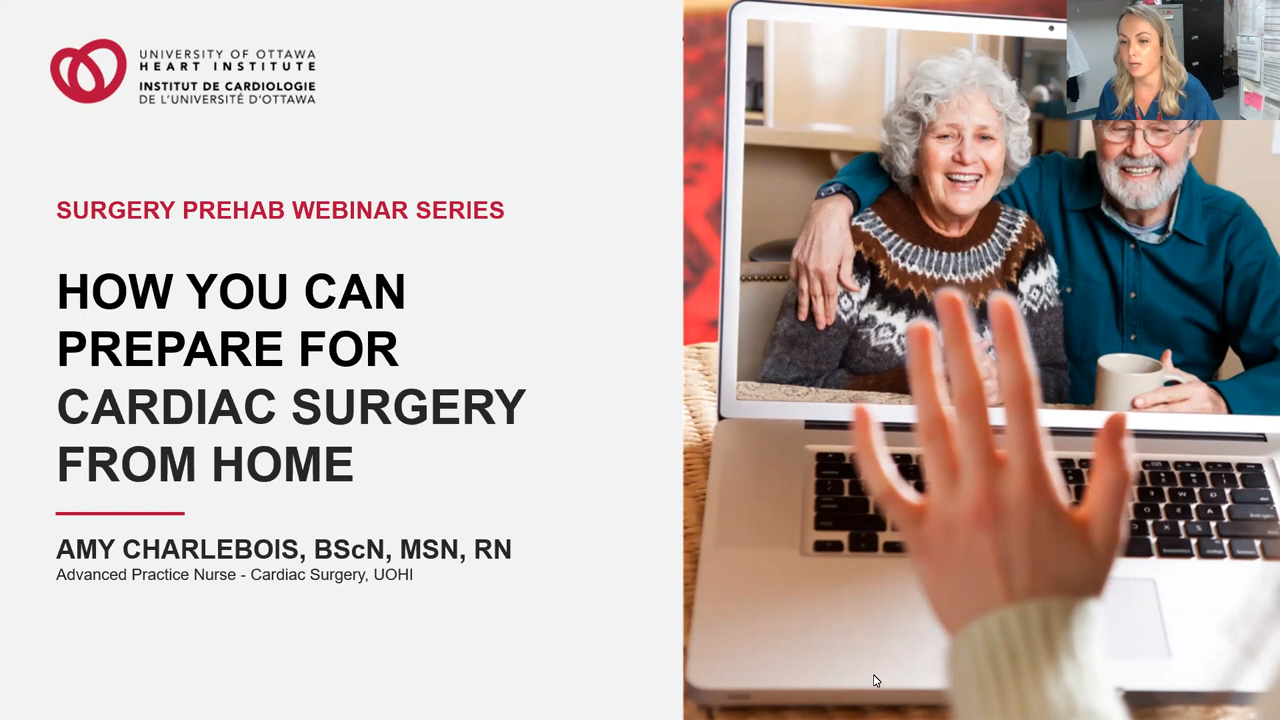 UNIVERSITY OF OTTAWA
HEART INSTITUTE
INSTITUT DE CARDIOLOGIE
DE L'UNIVERSITÉ D'OTTAWA
SURGERY PREHAB WEBINAR SERIES
HOW YOU CAN
PREPARE FOR
CARDIAC SURGERY
FROM HOME
AMY CHARLEBOIS, BScN, MSN, RN
Advanced Practice Nurse - Cardiac Surgery, UOHI